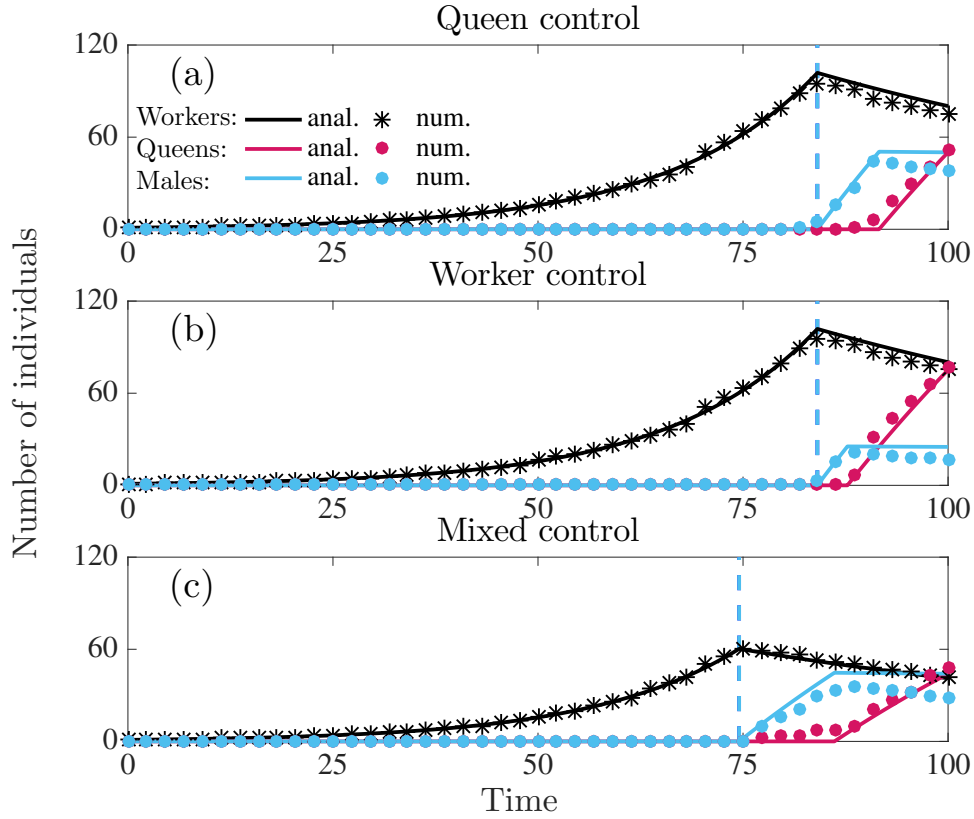 Queen control
(a)
Workers: anal. num.
Queens: anal. num.
Males: anal. num.
120
60
0
0 25 50 75 100
Worker control
(b)
120
60
0
0 25 50 75 100
Mixed control
(c)
120
60
0
0 25 50 75 100
Number of individuals
Time